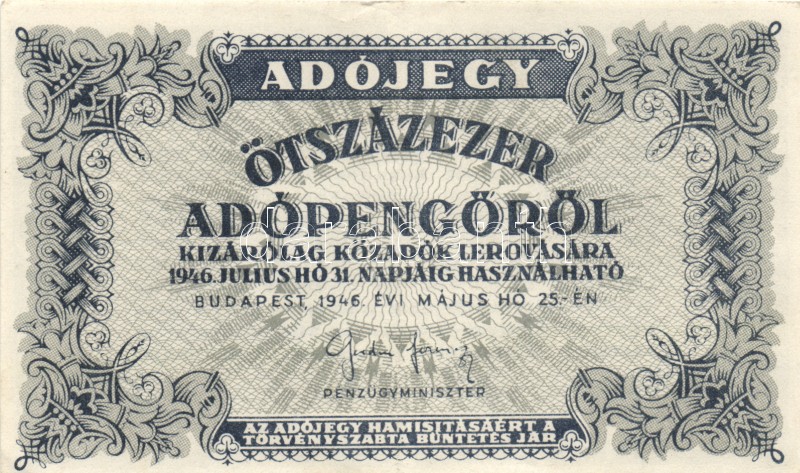 ADÓJEGY
ÖTSZÁZEZER
ADÓPENGŐRŐL
KIZÁRÓLAG KÖZADÓK LEROVÁSÁRA
1946. JULIUS HÓ 31. NAPJÁIG HASZNÁLHATÓ
BUDAPEST, 1946. ÉVI MÁJUS HÓ 25.-ÉN
PÉNZÜGYMINISZTER
AZ ADÓJEGY HAMISITÁSÁÉRT A
TÖRVÉNYSZABTA BÜNTETÉS JÁR